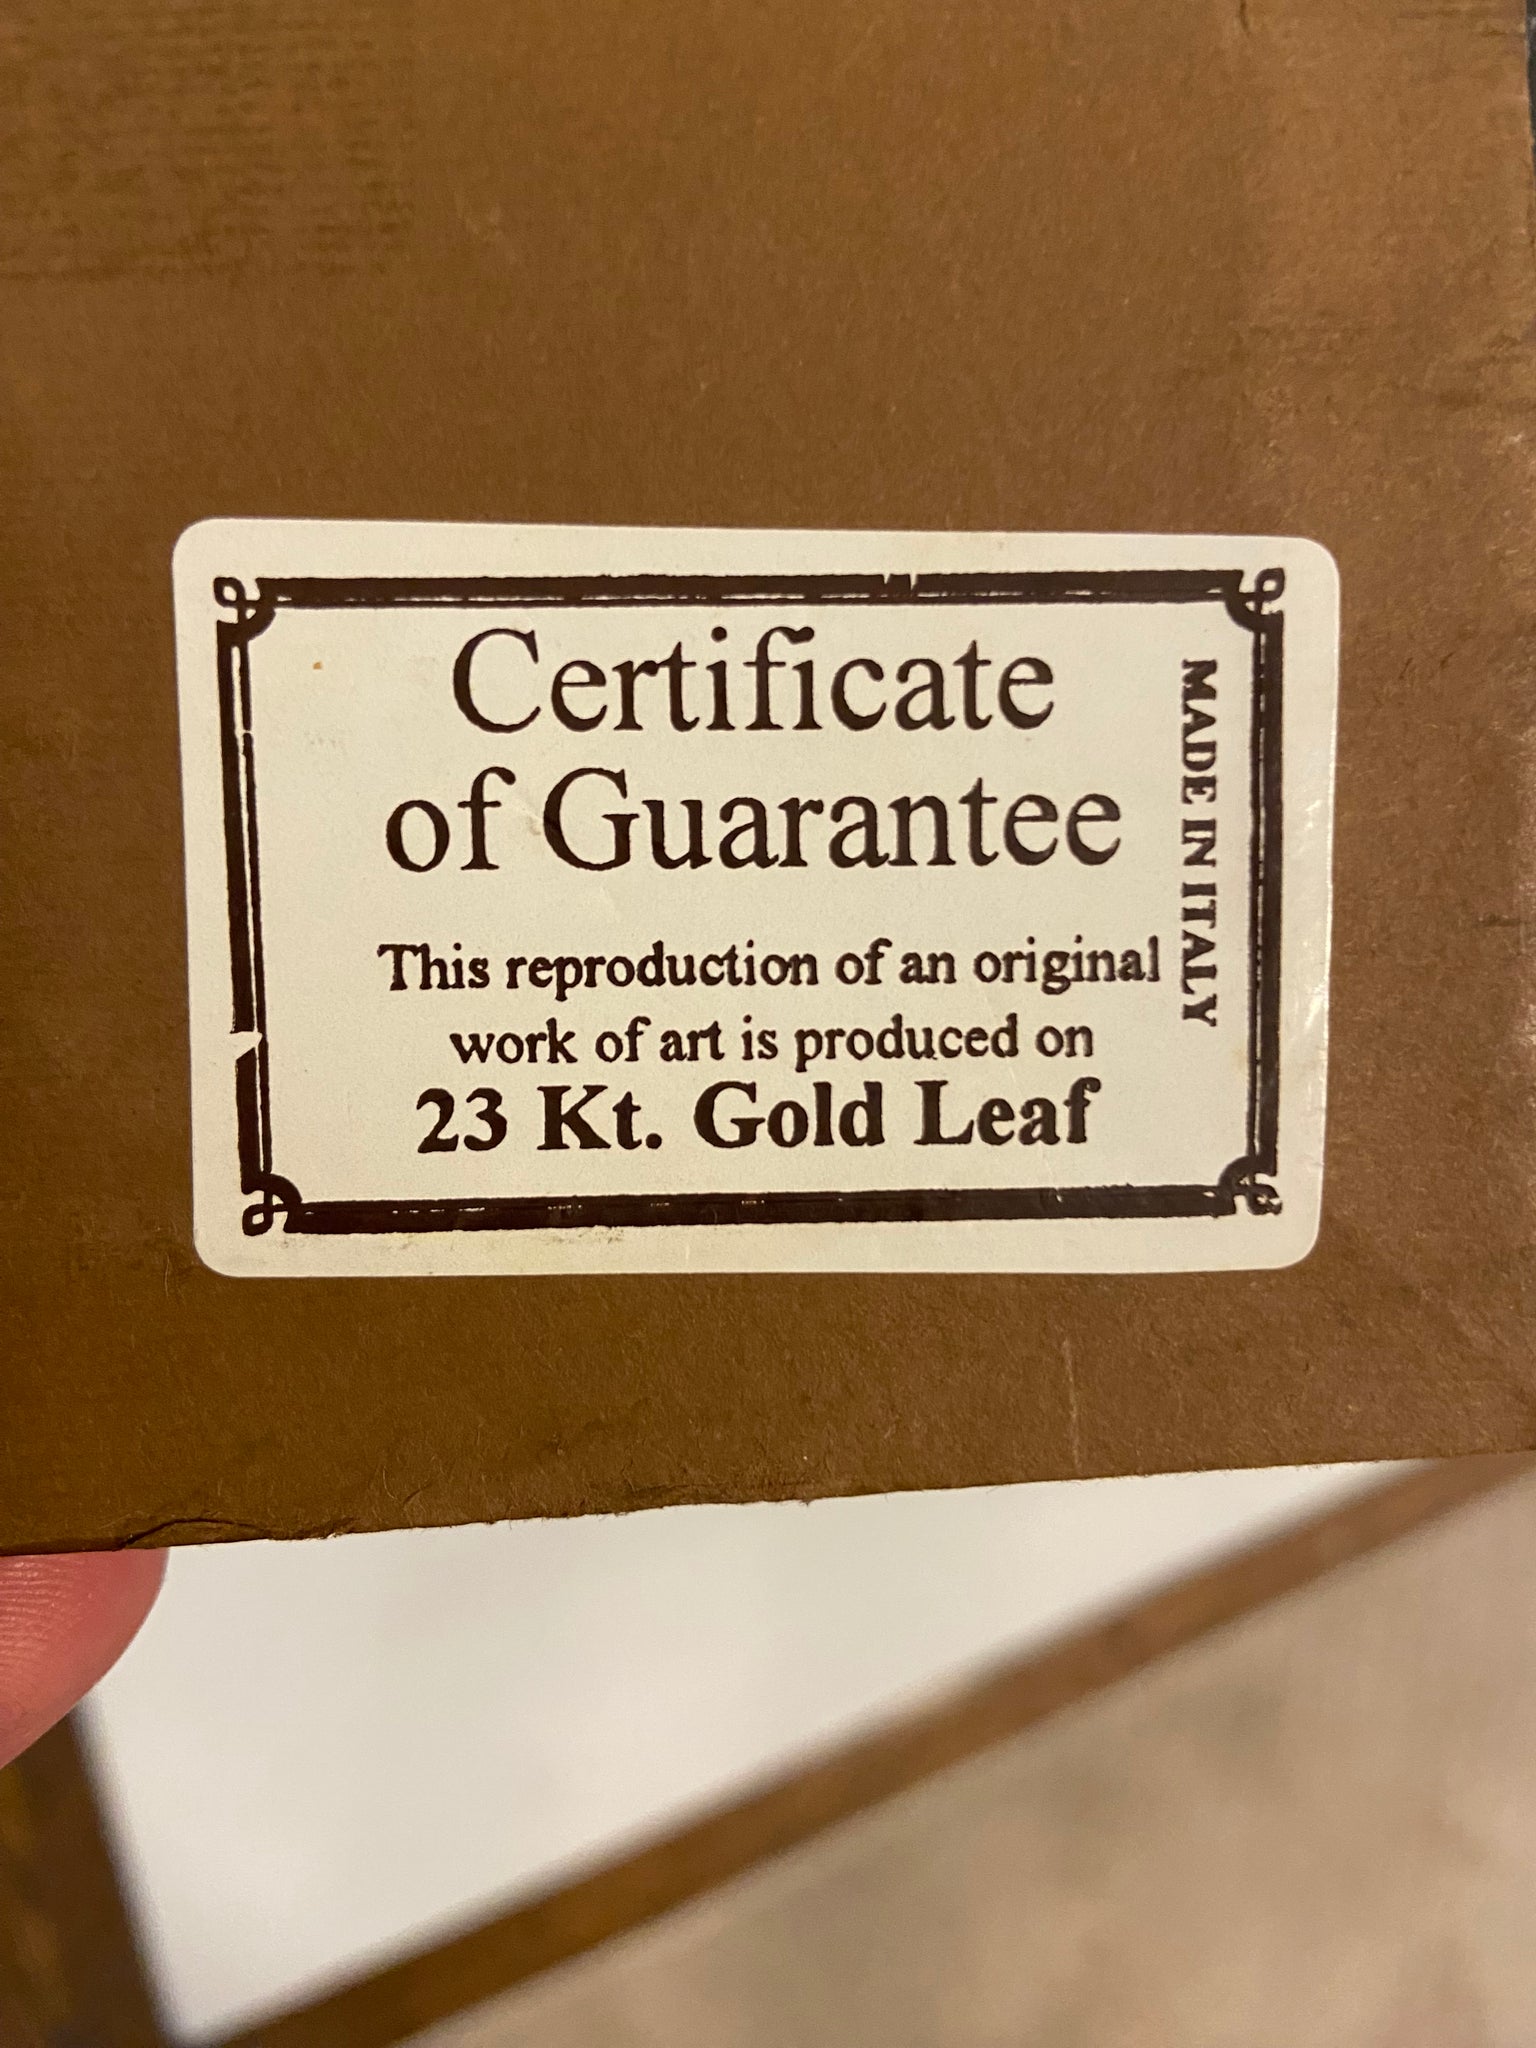 Certificate
of Guarantee
This reproduction of an original
work of art is produced on
23 Kt. Gold Leaf
MADE IN ITALY